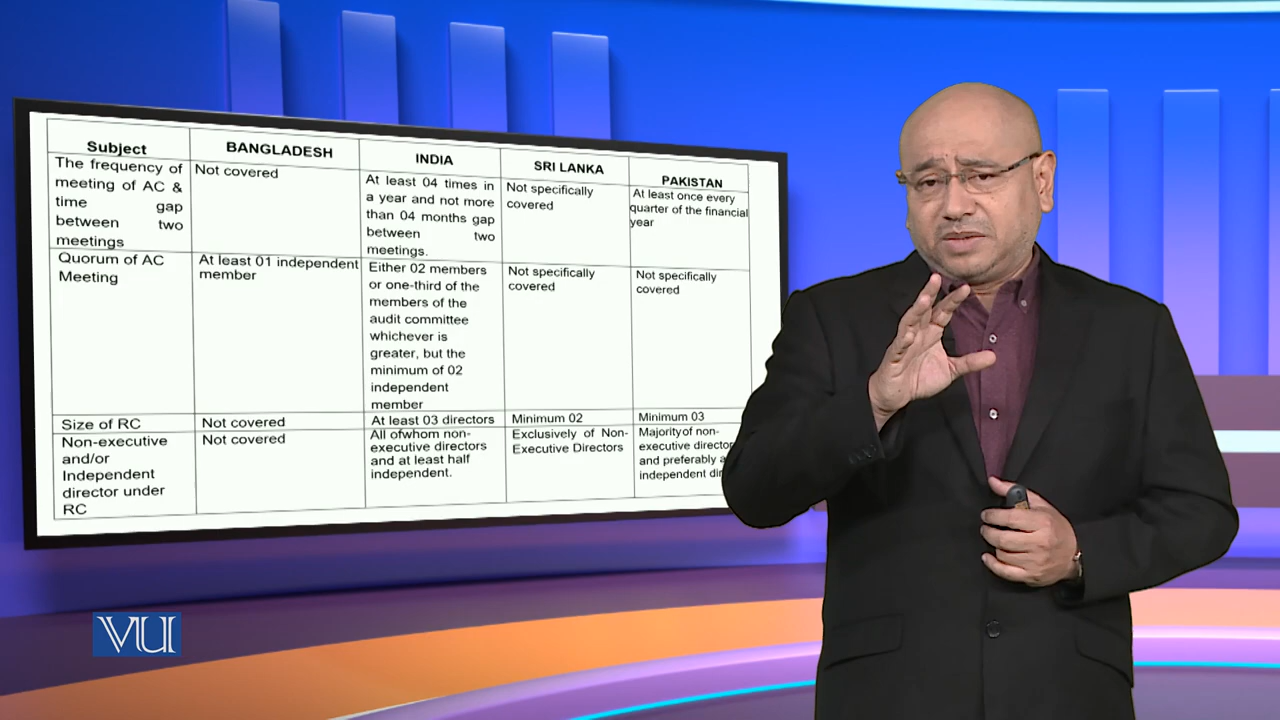 Subject
BANGLADESH
INDIA
SRI LANKA
PAKISTAN
The frequency of
meeting of AC &
time gap
between two
meetings
Not covered
At least 04 times in
a year and not more
than 04 months gap
between two
meetings.
Not specifically
covered
At least once every
quarter of the financial
year
Quorum of AC
Meeting
At least 01 independent
member
Either 02 members
or one-third of the
members of the
audit committee
whichever is
greater, but the
minimum of 02
independent
member
Not specifically
covered
Not specifically
covered
Size of RC
Not covered
At least 03 directors
Minimum 02
Minimum 03
Non-executive
and/or
Independent
director under
RC
Not covered
All ofwhom non-
executive directors
and at least half
independent.
Exclusively of Non-
Executive Directors
Majorityof non-
executive
and preferably
independent
VU